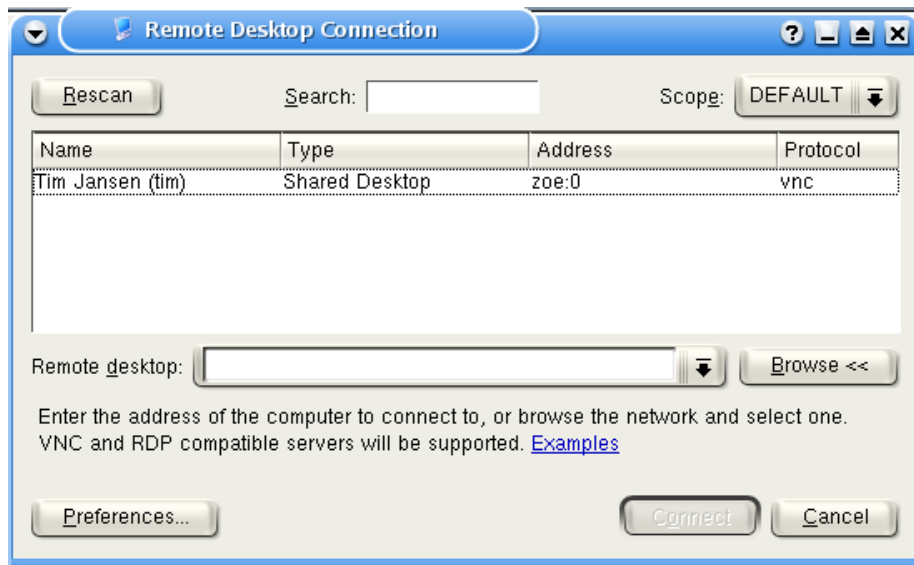 Remote Desktop Connection
Rescan Search: Scope: DEFAULT
Name Type Address Protocol
Tim Jansen (tim) Shared Desktop zoe:0 vnc
Remote desktop: Browse <<
Enter the address of the computer to connect to, or browse the network and select one.
VNC and RDP compatible servers will be supported. Examples
Preferences... Connect Cancel